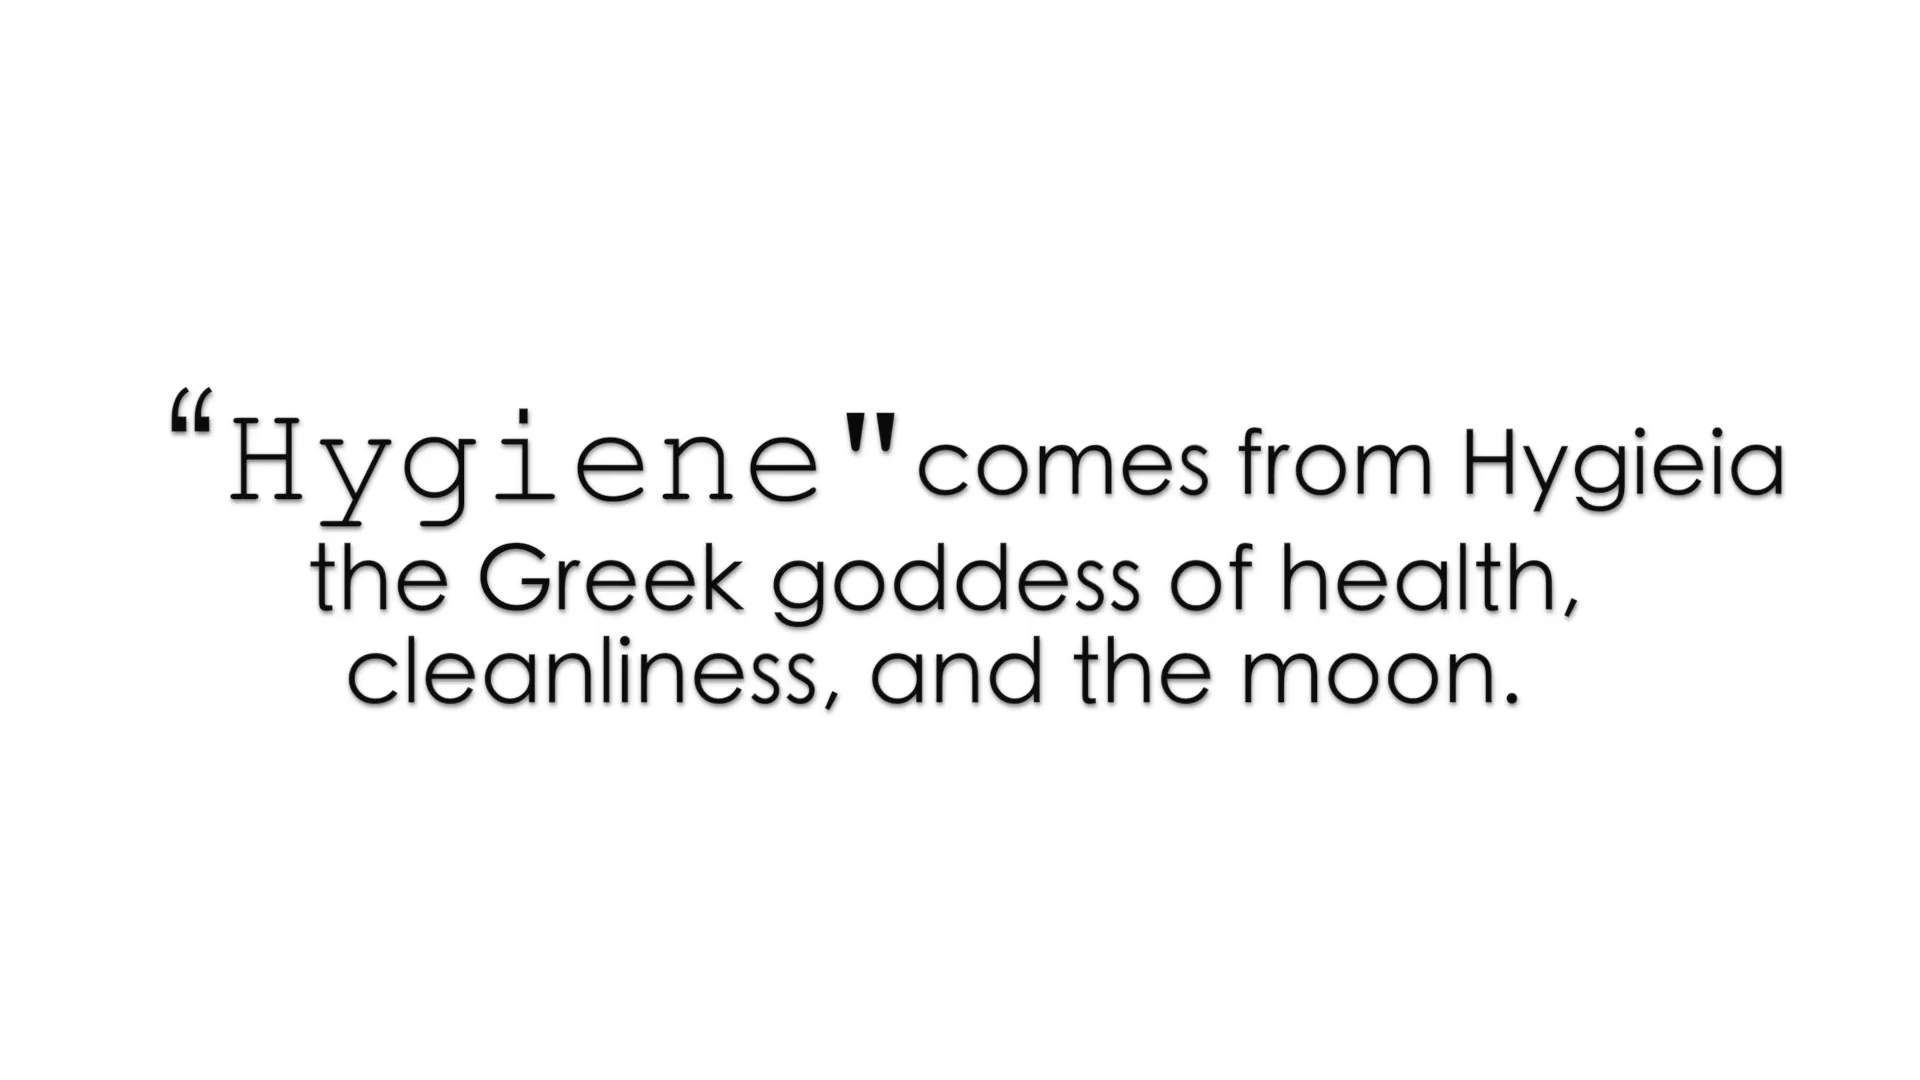 “Hygiene" comes from Hygieia
the Greek goddess of health,
cleanliness, and the moon.